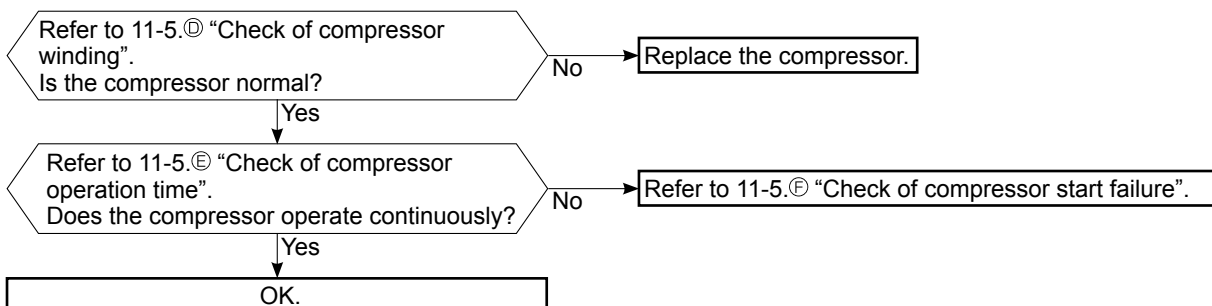 Refer to 11-5.Ⓓ “Check of compressor
winding”.
Is the compressor normal?
No
Replace the compressor.
Yes
Refer to 11-5.Ⓔ “Check of compressor
operation time”.
Does the compressor operate continuously?
No
Refer to 11-5.Ⓕ “Check of compressor start failure”.
Yes
OK.